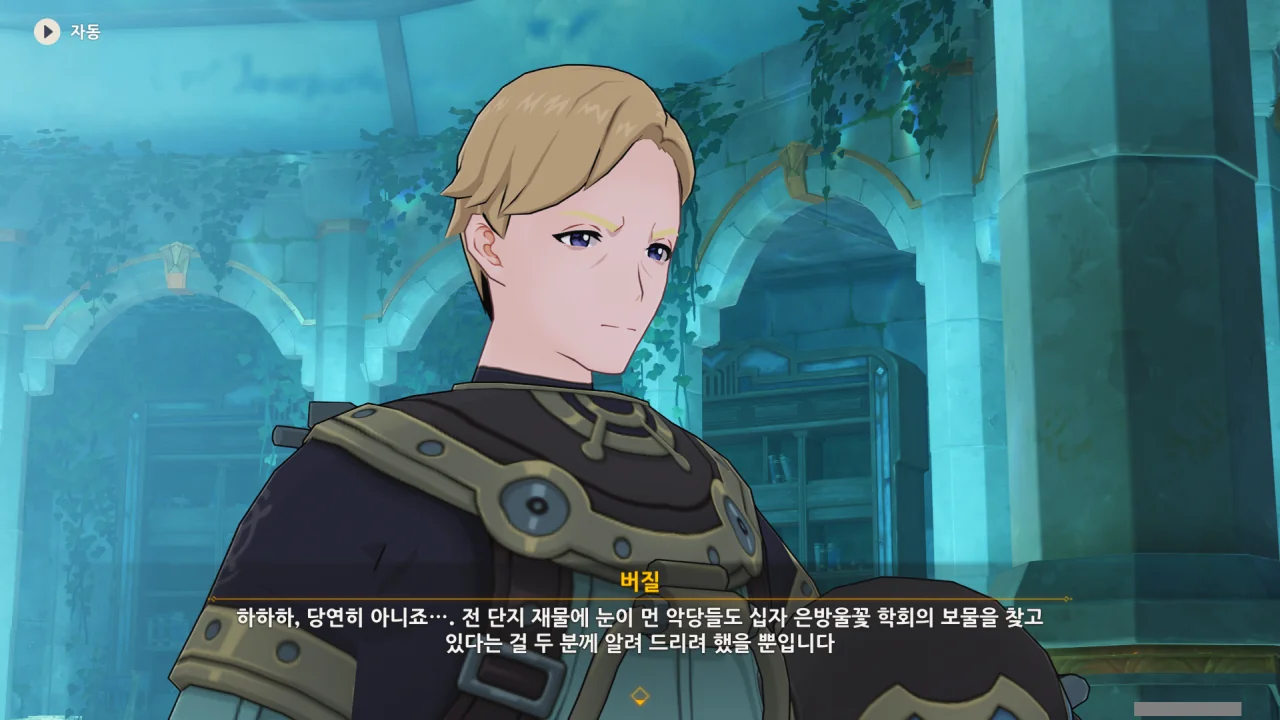 자동
버질
하하하, 당연히 아니죠…. 전 단지 재물에 눈이 먼 악당들도 십자 은방울꽃 학회의 보물을 찾고
있다는 걸 두 분께 알려 드리려 했을 뿐입니다